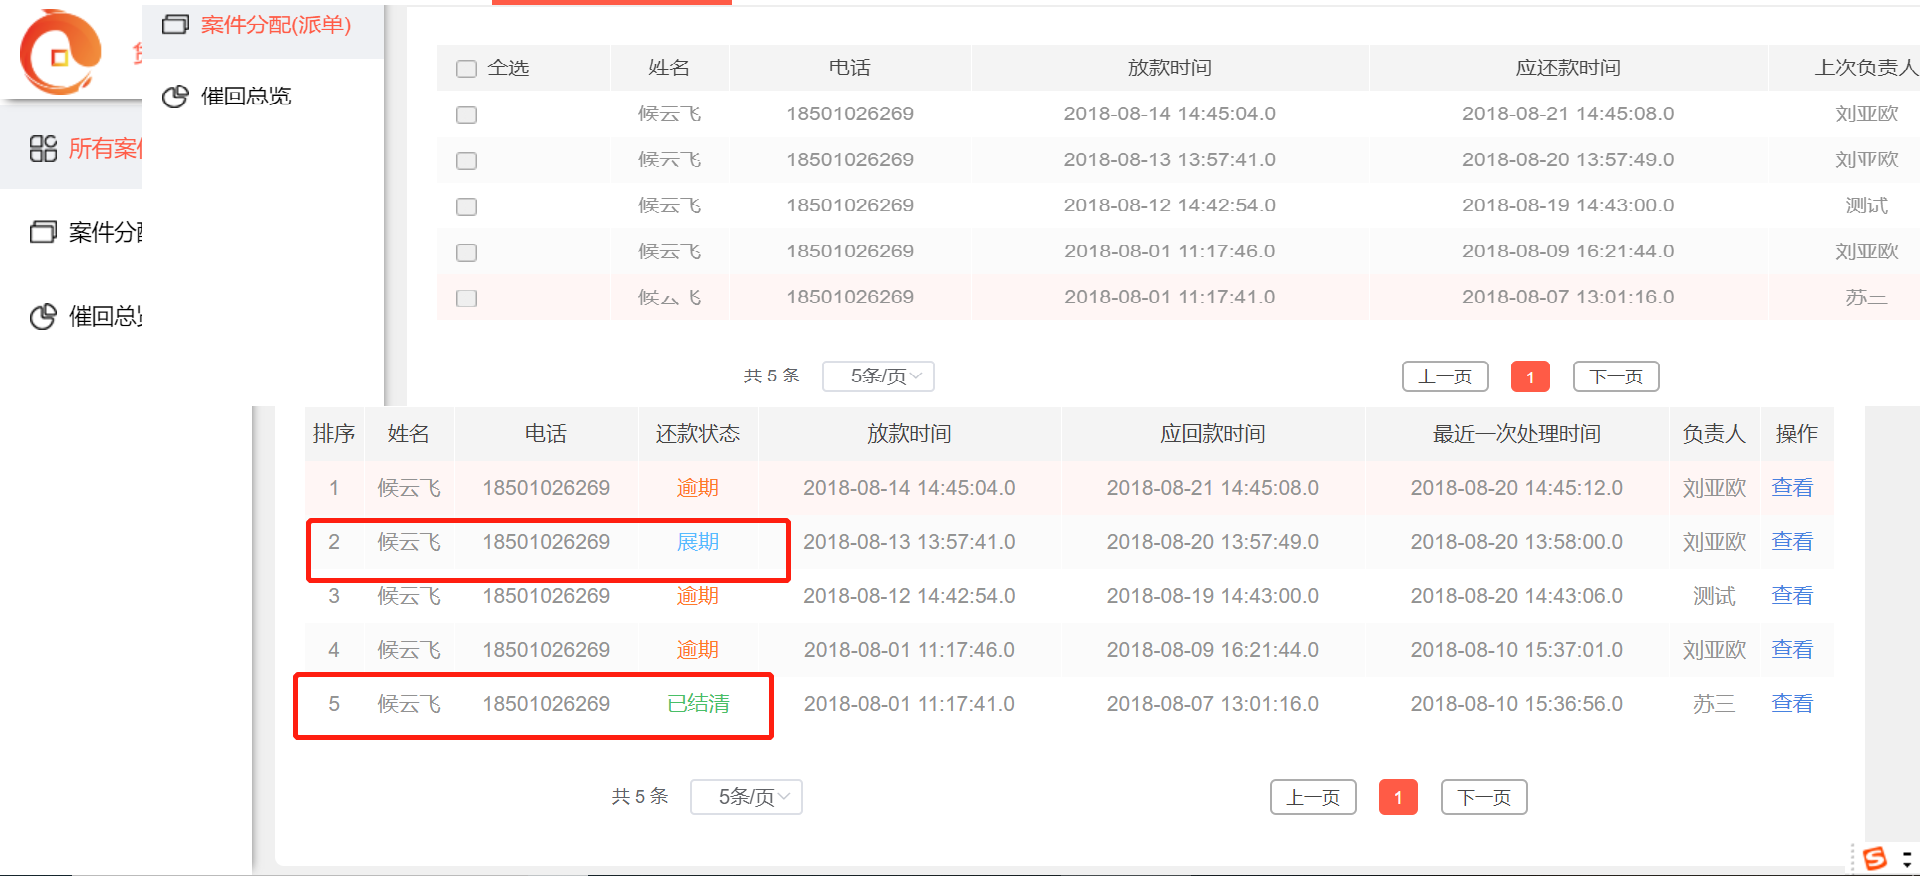 案件分配(派单)
催回总览
所有案
案件分
催回总
全选 姓名 电话 放款时间 应还款时间 上次负责人
候云飞 18501026269 2018-08-14 14:45:04.0 2018-08-21 14:45:08.0 刘亚欧
候云飞 18501026269 2018-08-13 13:57:41.0 2018-08-20 13:57:49.0 刘亚欧
候云飞 18501026269 2018-08-12 14:42:54.0 2018-08-19 14:43:00.0 测试
候云飞 18501026269 2018-08-01 11:17:46.0 2018-08-09 16:21:44.0 刘亚欧
候云飞 18501026269 2018-08-01 11:17:41.0 2018-08-07 13:01:16.0 苏三
共 5 条 5条/页 上一页 1 下一页
排序 姓名 电话 还款状态 放款时间 应回款时间 最近一次处理时间 负责人 操作
1 候云飞 18501026269 逾期 2018-08-14 14:45:04.0 2018-08-21 14:45:08.0 2018-08-20 14:45:12.0 刘亚欧 查看
2 候云飞 18501026269 展期 2018-08-13 13:57:41.0 2018-08-20 13:57:49.0 2018-08-20 13:58:00.0 刘亚欧 查看
3 候云飞 18501026269 逾期 2018-08-12 14:42:54.0 2018-08-19 14:43:00.0 2018-08-20 14:43:06.0 测试 查看
4 候云飞 18501026269 逾期 2018-08-01 11:17:46.0 2018-08-09 16:21:44.0 2018-08-10 15:37:01.0 刘亚欧 查看
5 候云飞 18501026269 已结清 2018-08-01 11:17:41.0 2018-08-07 13:01:16.0 2018-08-10 15:36:56.0 苏三 查看
共 5 条 5条/页 上一页 1 下一页